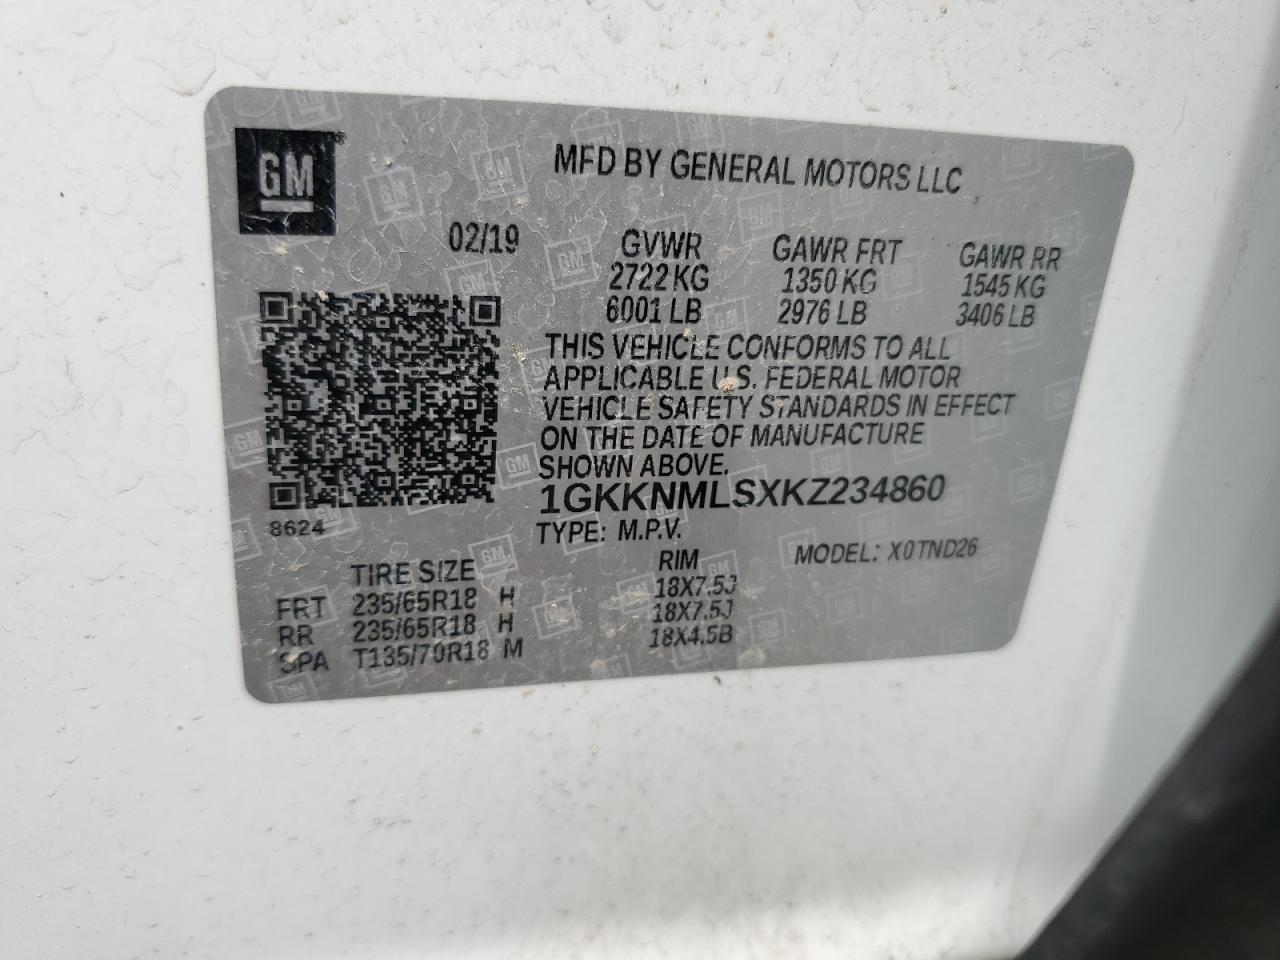 GM
MFD BY GENERAL MOTORS LLC
02/19 GVWR GAWR FRT GAWR RR
2722 KG 1350 KG 1545 KG
6001 LB 2976 LB 3406 LB
THIS VEHICLE CONFORMS TO ALL
APPLICABLE U.S. FEDERAL MOTOR
VEHICLE SAFETY STANDARDS IN EFFECT
ON THE DATE OF MANUFACTURE
SHOWN ABOVE.
1GKKNMLSXKZ234860
8624
TYPE: M.P.V. MODEL: X0TND26
TIRE SIZE RIM
FRT 235/65R18 H 18X7.5J
RR 235/65R18 H 18X7.5J
SPA T135/70R18 M 18X4.5B